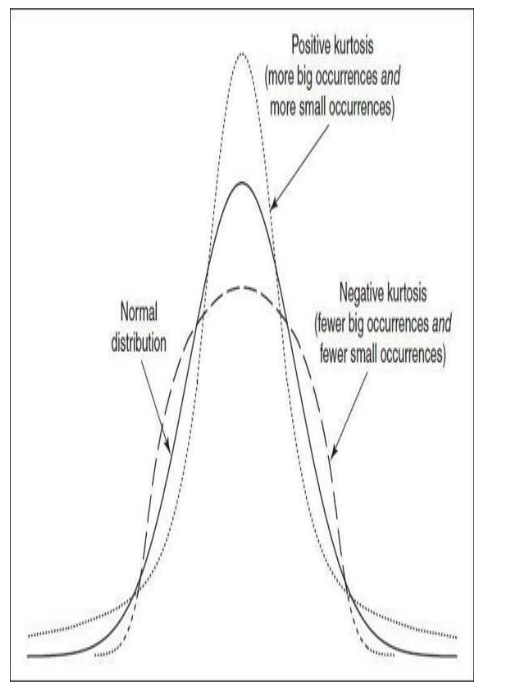 Positive kurtosis
(more big occurrences and
more small occurrences)
Normal
distribution
Negative kurtosis
(fewer big occurrences and
fewer small occurrences)